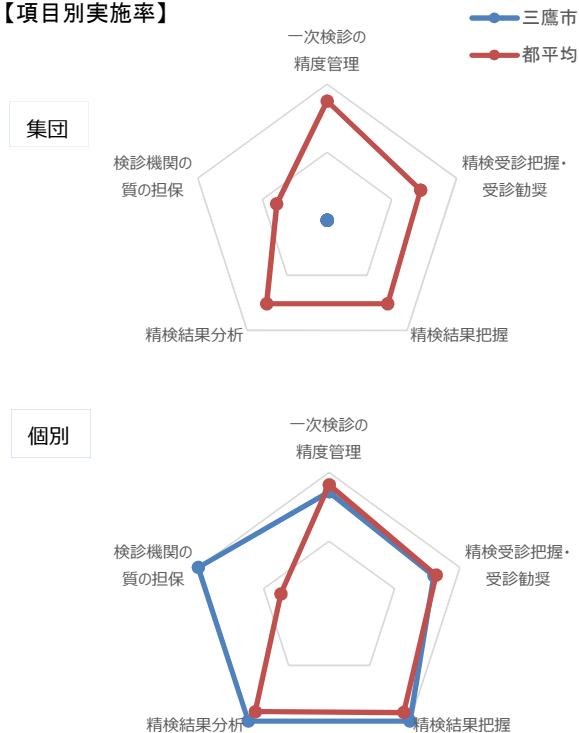 【項目別実施率】
三鷹市
都平均
集団
一次検診の
精度管理
検診機関の
質の担保
精検受診把握・
受診勧奨
精検結果分析
精検結果把握
個別
一次検診の
精度管理
検診機関の
質の担保
精検受診把握・
受診勧奨
精検結果分析
精検結果把握